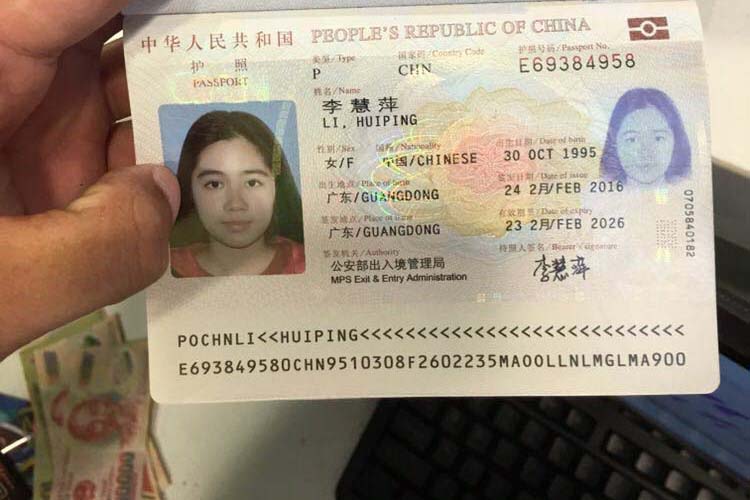 中华人民共和国 PEOPLE'S REPUBLIC OF CHINA
护 照
PASSPORT
类型/Type 国家码/Country Code 护照号码/Passport No.
P CHN E69384958
姓名/Name
李慧萍
LI, HUIPING
性别/Sex 国籍/Nationality 出生日期/Date of birth
女/F 中国/CHINESE 30 OCT 1995
出生地点/Place of birth 签发日期/Date of issue
广东/GUANGDONG 24 2月/FEB 2016
签发地点/Place of issue 有效期至/Date of expiry
广东/GUANGDONG 23 2月/FEB 2026
签发机关/Authority 持照人签名/Bearer's signature
公安部出入境管理局 李慧萍
MPS Exit & Entry Administration
0705840182
POCHNLI<<HUIPING<<<<<<<<<<<<<<<<<<<<<<<<<<<<
E693849580CHN9510308F2602235MAOOLLNLMGLMA900